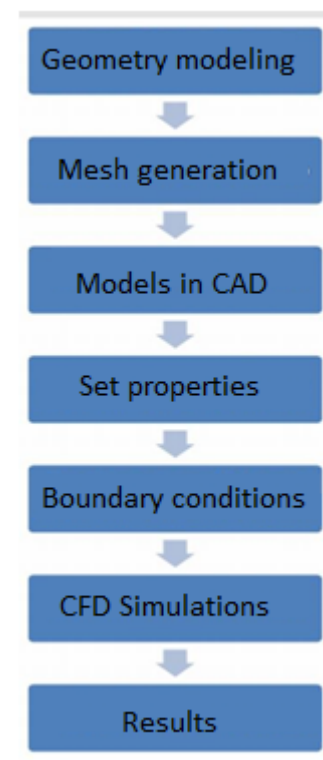 Geometry modeling
Mesh generation
Models in CAD
Set properties
Boundary conditions
CFD Simulations
Results